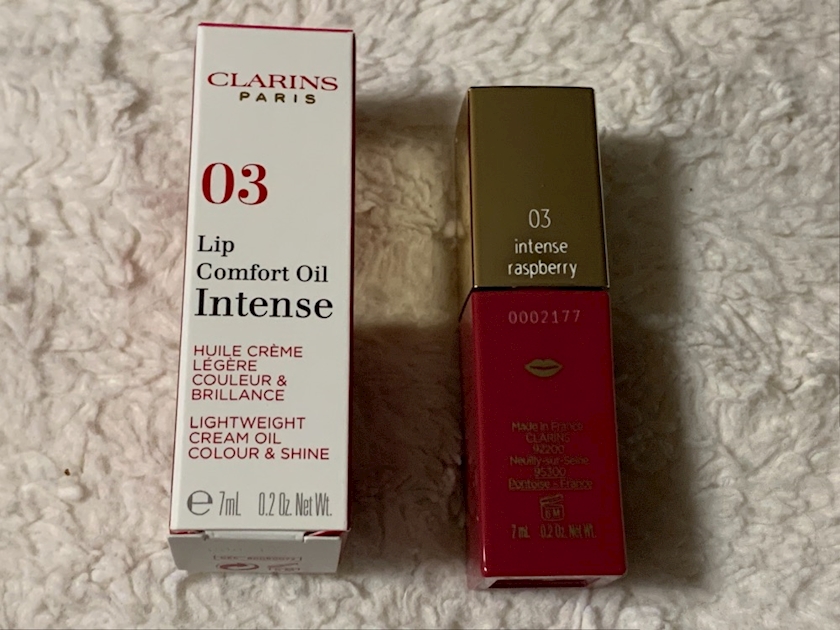 CLARINS
PARIS
03
Lip
Comfort Oil
Intense
HUILE CRÈME
LÉGÈRE
COULEUR &
BRILLANCE
LIGHTWEIGHT
CREAM OIL
COLOUR & SHINE
℮ 7mL 0.2 Oz. Net Wt.
03
intense
raspberry
0002177
Made in France
CLARINS
92200
Neuilly-sur-Seine
95300
Pontoise - France
7 mL 0.2 Oz. Net Wt.